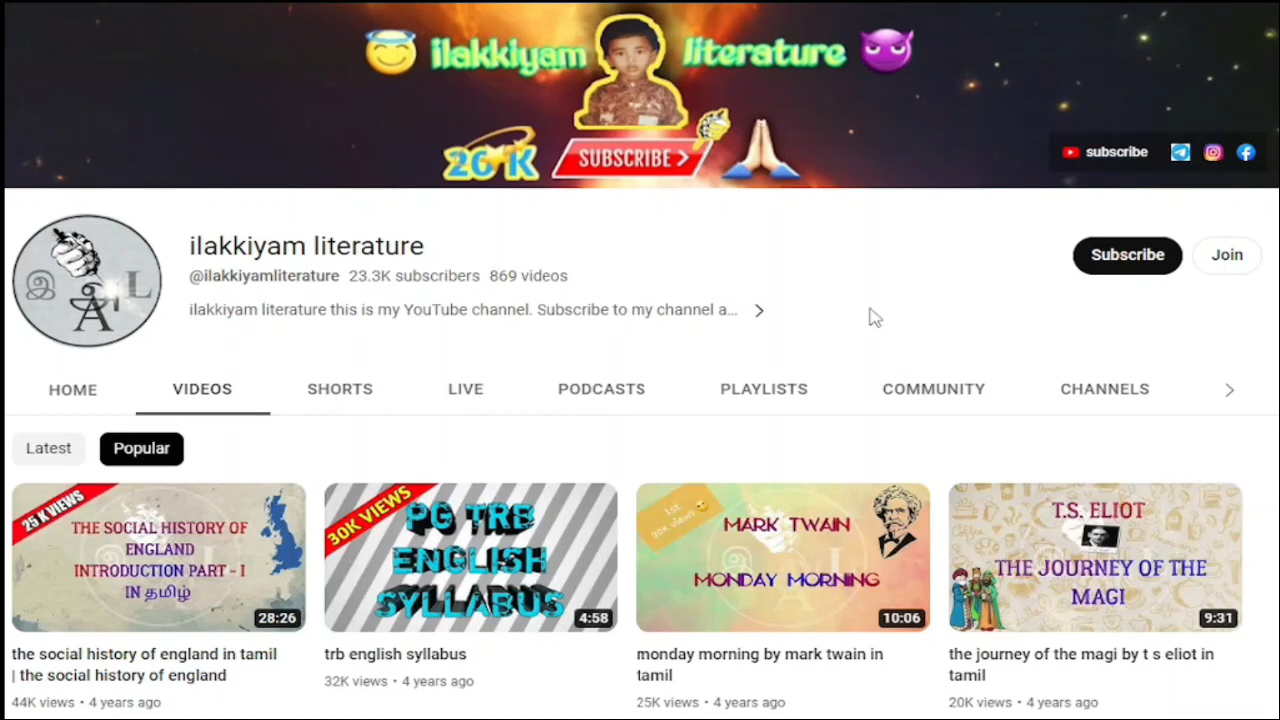 ilakkiyam literature
26 K SUBSCRIBE >
subscribe
ilakkiyam literature
@ilakkiyamliterature 23.3K subscribers 869 videos
ilakkiyam literature this is my YouTube channel. Subscribe to my channel a...
Subscribe Join
இ A L
HOME VIDEOS SHORTS LIVE PODCASTS PLAYLISTS COMMUNITY CHANNELS
Latest Popular
25 K VIEWS
THE SOCIAL HISTORY OF
ENGLAND
INTRODUCTION PART - I
IN தமிழ்
28:26
the social history of england in tamil
| the social history of england
44K views • 4 years ago
30K VIEWS
PG TRB
ENGLISH
SYLLABUS
4:58
trb english syllabus
32K views • 4 years ago
1st
MARK TWAIN
MONDAY MORNING
10:06
monday morning by mark twain in
tamil
25K views • 4 years ago
T.S. ELIOT
THE JOURNEY OF THE
MAGI
9:31
the journey of the magi by t s eliot in
tamil
20K views • 4 years ago